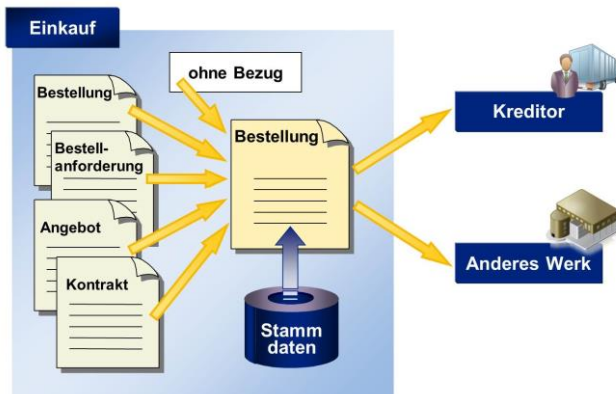 Einkauf
ohne Bezug
Bestellung
Bestell-
anforderung
Angebot
Kontrakt
Bestellung
Stamm
daten
Kreditor
Anderes Werk